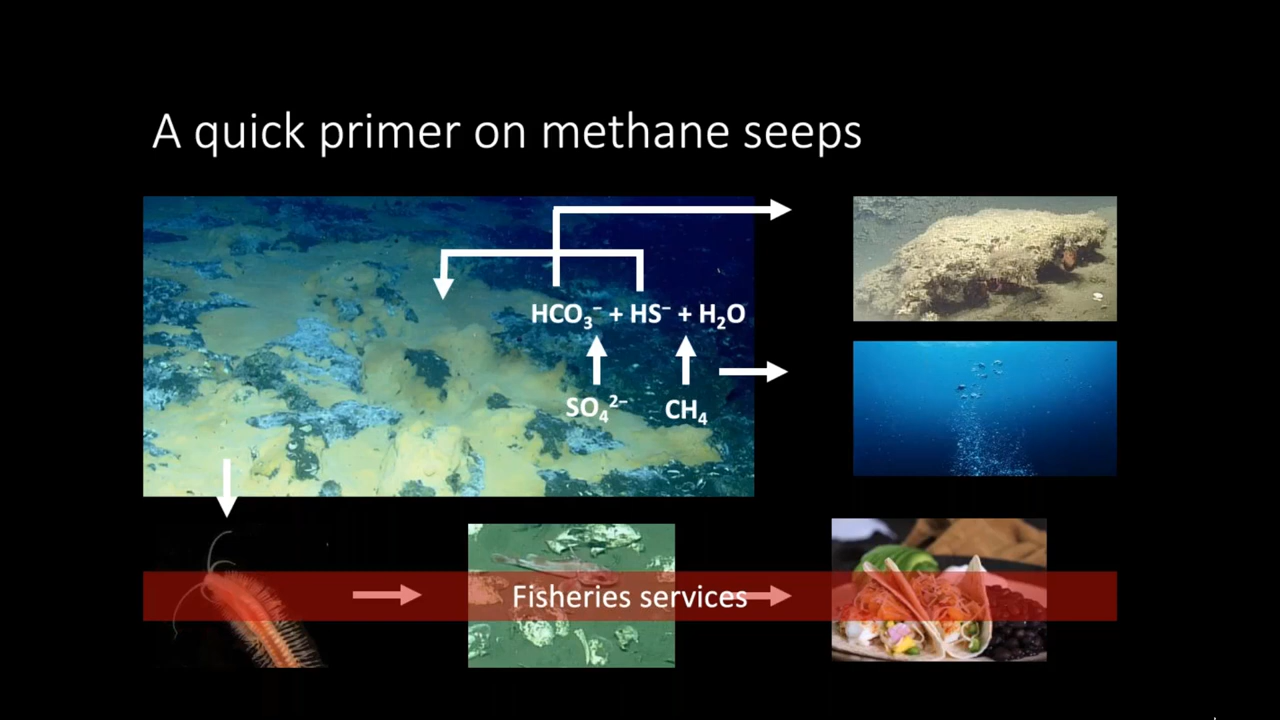 A quick primer on methane seeps
HCO₃⁻ + HS⁻ + H₂O
SO₄²⁻ CH₄
Fisheries services